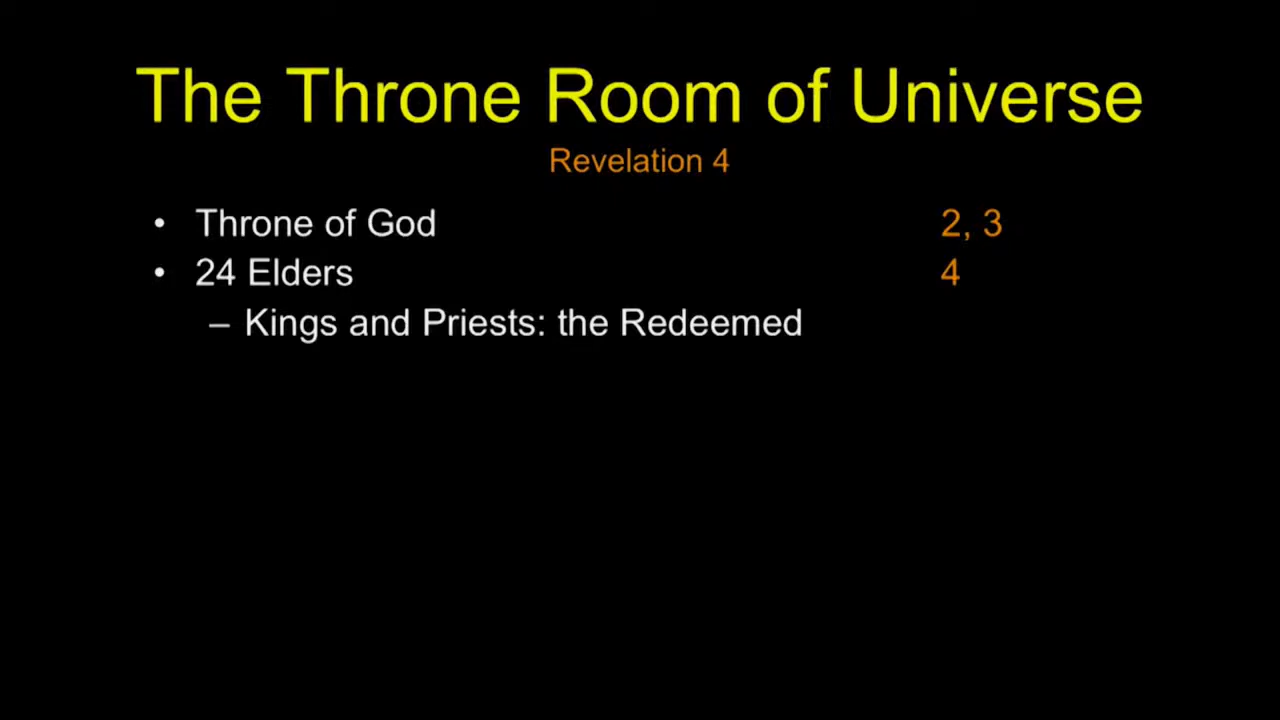 The Throne Room of Universe
Revelation 4
• Throne of God 2, 3
• 24 Elders 4
– Kings and Priests: the Redeemed